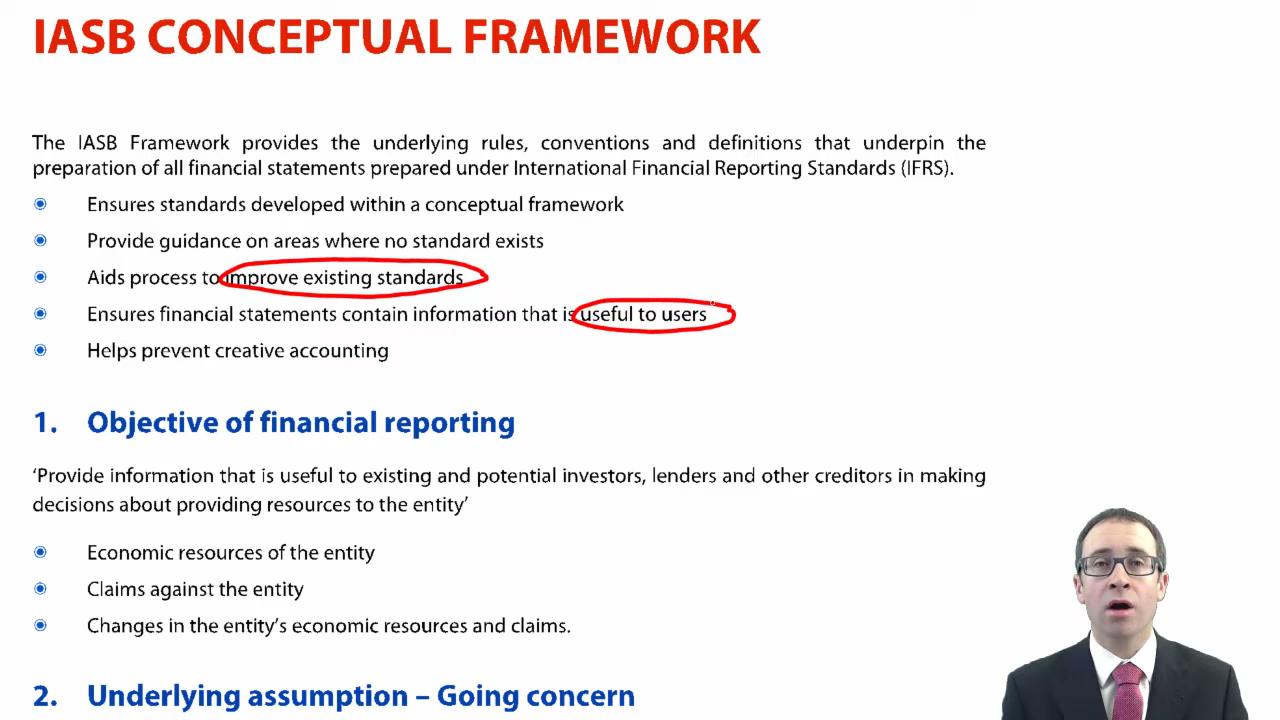 IASB CONCEPTUAL FRAMEWORK
The IASB Framework provides the underlying rules, conventions and definitions that underpin the
preparation of all financial statements prepared under International Financial Reporting Standards (IFRS).
Ensures standards developed within a conceptual framework
Provide guidance on areas where no standard exists
Aids process to improve existing standards
Ensures financial statements contain information that is useful to users
Helps prevent creative accounting
1. Objective of financial reporting
‘Provide information that is useful to existing and potential investors, lenders and other creditors in making
decisions about providing resources to the entity’
Economic resources of the entity
Claims against the entity
Changes in the entity’s economic resources and claims.
2. Underlying assumption – Going concern